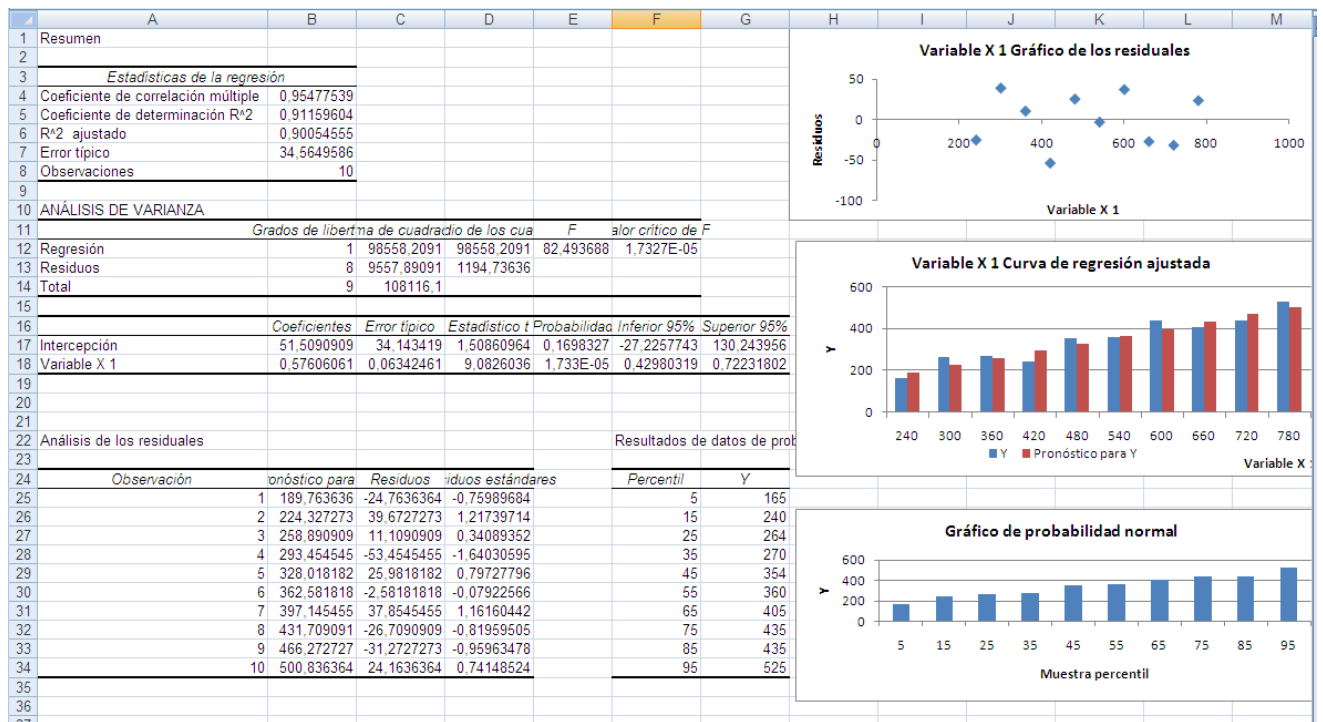 A B C D E F G H I J K L M
1 Resumen
2
3 Estadísticas de la regresión
4 Coeficiente de correlación múltiple 0,95477539
5 Coeficiente de determinación R^2 0,91159604
6 R^2 ajustado 0,90054555
7 Error típico 34,5649586
8 Observaciones 10
9
10 ANÁLISIS DE VARIANZA
11 Grados de libert ma de cuadra dio de los cua F alor crítico de F
12 Regresión 1 98558,2091 98558,2091 82,493688 1,7327E-05
13 Residuos 8 9557,89091 1194,73636
14 Total 9 108116,1
15
16 Coeficientes Error típico Estadístico t Probabilidad Inferior 95% Superior 95%
17 Intercepción 51,5090909 34,143419 1,50860964 0,1698327 -27,2257743 130,243956
18 Variable X 1 0,57606061 0,06342461 9,0826036 1,733E-05 0,42980319 0,72231802
19
20
21
22 Análisis de los residuales Resultados de datos de prob
23
24 Observación ronóstico para Residuos siduos estándares Percentil Y
25 1 189,763636 -24,7636364 -0,75989684 5 165
26 2 224,327273 39,6727273 1,21739714 15 240
27 3 258,890909 11,1090909 0,34089352 25 264
28 4 293,454545 -53,4545455 -1,64030595 35 270
29 5 328,018182 25,9818182 0,79727796 45 354
30 6 362,581818 -2,58181818 -0,07922566 55 360
31 7 397,145455 37,8545455 1,16160442 65 405
32 8 431,709091 -26,7090909 -0,81959505 75 435
33 9 466,272727 -31,2727273 -0,95963478 85 435
34 10 500,836364 24,1636364 0,74148524 95 525
35
36
Variable X 1 Gráfico de los residuales
Residuos
50
0
-50
-100
0 200 400 600 800 1000
Variable X 1
Variable X 1 Curva de regresión ajustada
Y
600
400
200
0
240 300 360 420 480 540 600 660 720 780
Y Pronóstico para Y
Variable X 1
Gráfico de probabilidad normal
Y
600
400
200
0
5 15 25 35 45 55 65 75 85 95
Muestra percentil